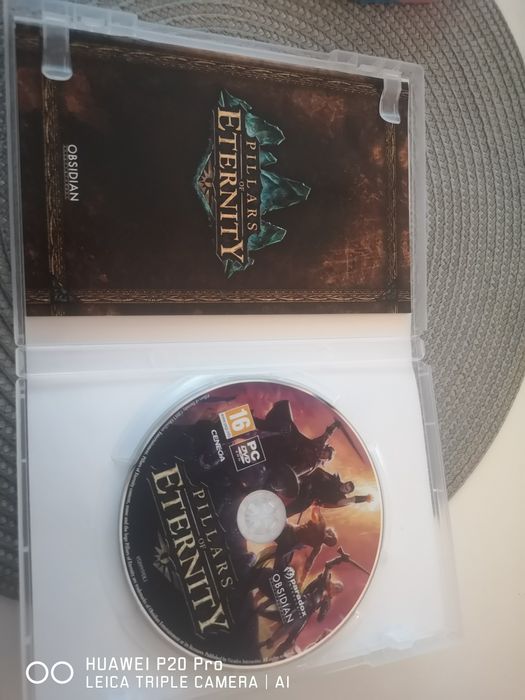 PILLARS
OF
ETERNITY
OBSIDIAN
16
PC
DVD
CENEGA
PILLARS
OF
ETERNITY
paradox
OBSIDIAN
HUAWEI P20 Pro
LEICA TRIPLE CAMERA | AI